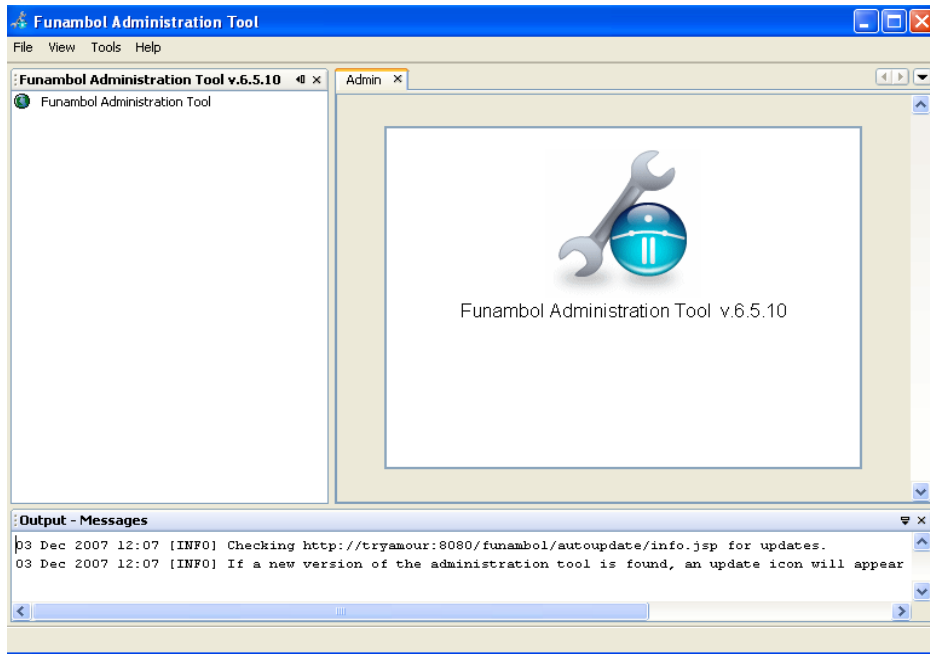 Funambol Administration Tool
File View Tools Help
Funambol Administration Tool v.6.5.10
Funambol Administration Tool
Admin
Funambol Administration Tool v.6.5.10
Output - Messages
03 Dec 2007 12:07 [INFO] Checking http://tryamour:8080/funambol/autoupdate/info.jsp for updates.
03 Dec 2007 12:07 [INFO] If a new version of the administration tool is found, an update icon will appear